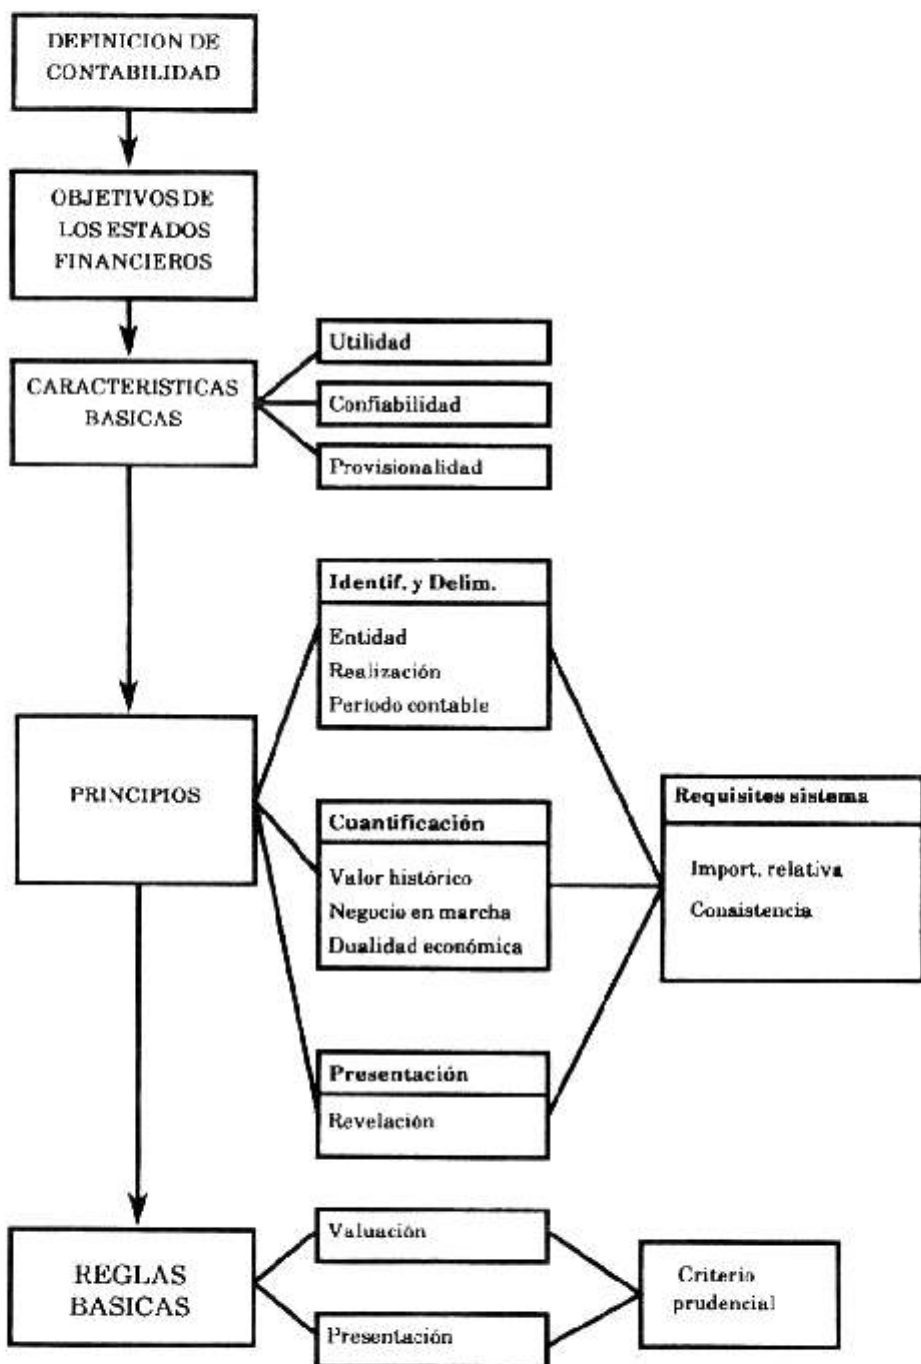 DEFINICION DE
CONTABILIDAD
OBJETIVOS DE
LOS ESTADOS
FINANCIEROS
CARACTERISTICAS
BASICAS
Utilidad
Confiabilidad
Provisionalidad
PRINCIPIOS
Identif. y Delim.
Entidad
Realización
Período contable
Cuantificación
Valor histórico
Negocio en marcha
Dualidad económica
Presentación
Revelación
Requisites sistema
Import. relativa
Consistencia
REGLAS
BASICAS
Valuación
Presentación
Criterio
prudencial